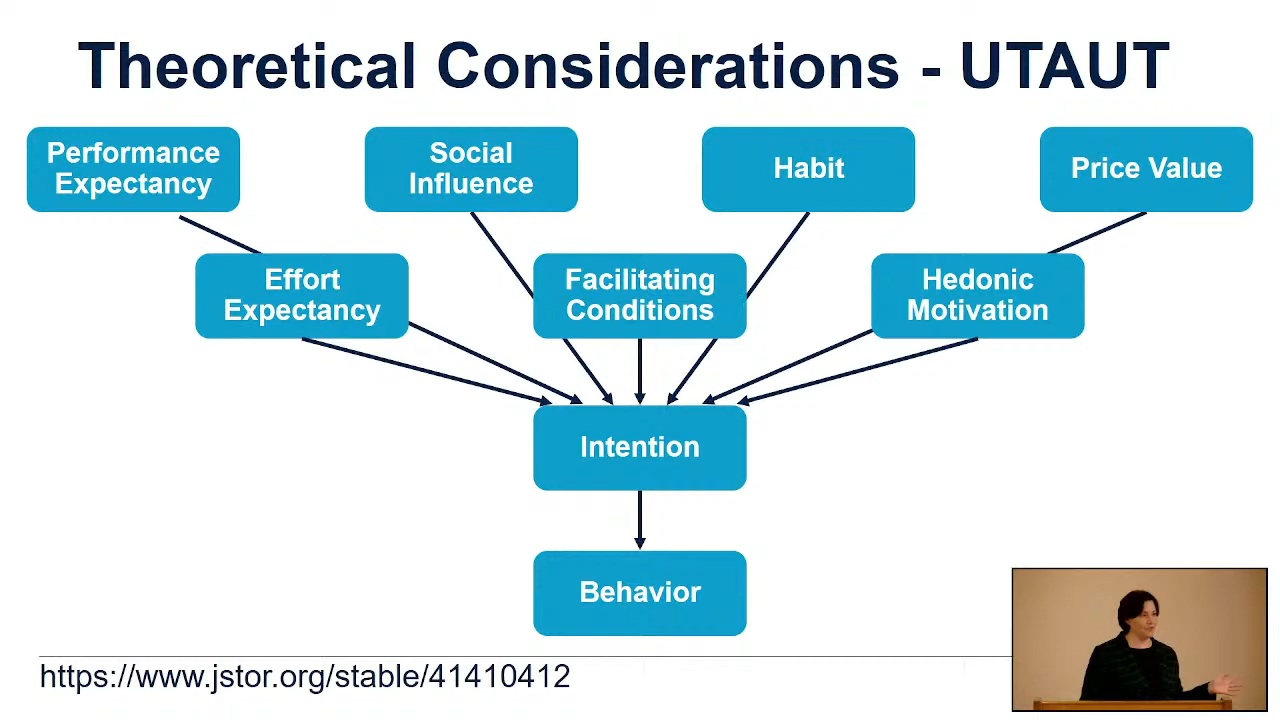 Theoretical Considerations - UTAUT
Performance
Expectancy
Social
Influence
Habit
Price Value
Effort
Expectancy
Facilitating
Conditions
Hedonic
Motivation
Intention
Behavior
https://www.jstor.org/stable/41410412